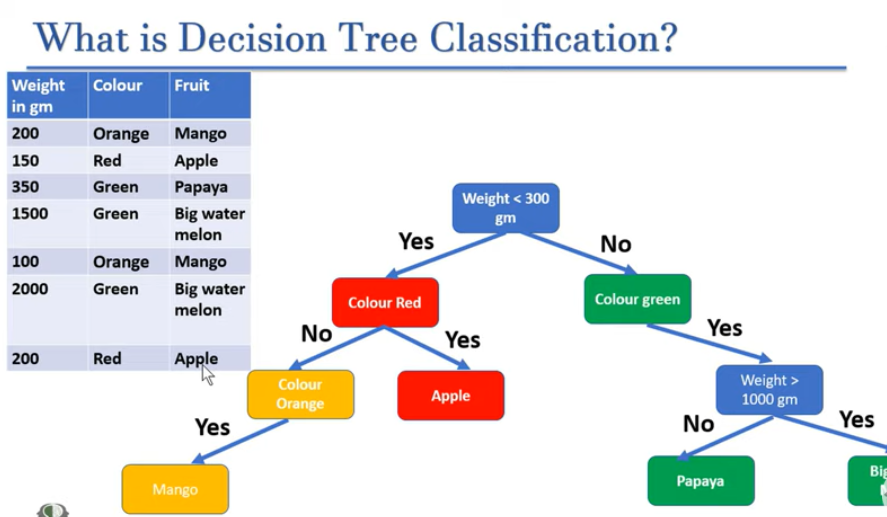 What is Decision Tree Classification?
Weight in gm Colour Fruit
200 Orange Mango
150 Red Apple
350 Green Papaya
1500 Green Big water melon
100 Orange Mango
2000 Green Big water melon
200 Red Apple
Weight < 300
gm
Yes
No
Colour Red
Colour green
No
Yes
Yes
Colour
Orange
Apple
Weight >
1000 gm
Yes
No
Yes
Mango
Papaya